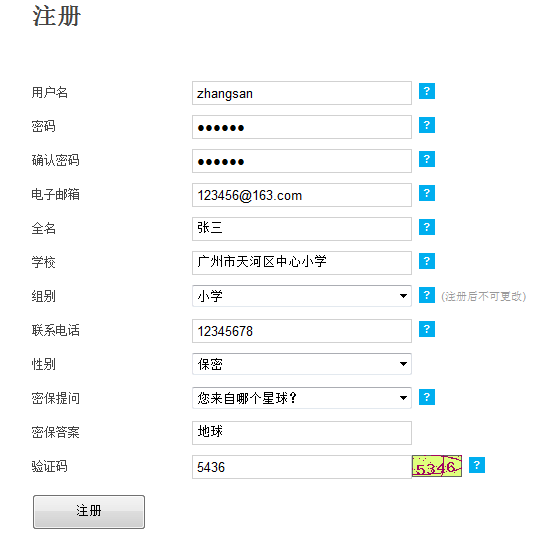 注册
用户名 zhangsan ?
密码 ●●●●●● ?
确认密码 ●●●●●● ?
电子邮箱 123456@163.com ?
全名 张三 ?
学校 广州市天河区中心小学 ?
组别 小学 ? (注册后不可更改)
联系电话 12345678 ?
性别 保密
密保提问 您来自哪个星球? ?
密保答案 地球
验证码 5436 5346 ?
注册